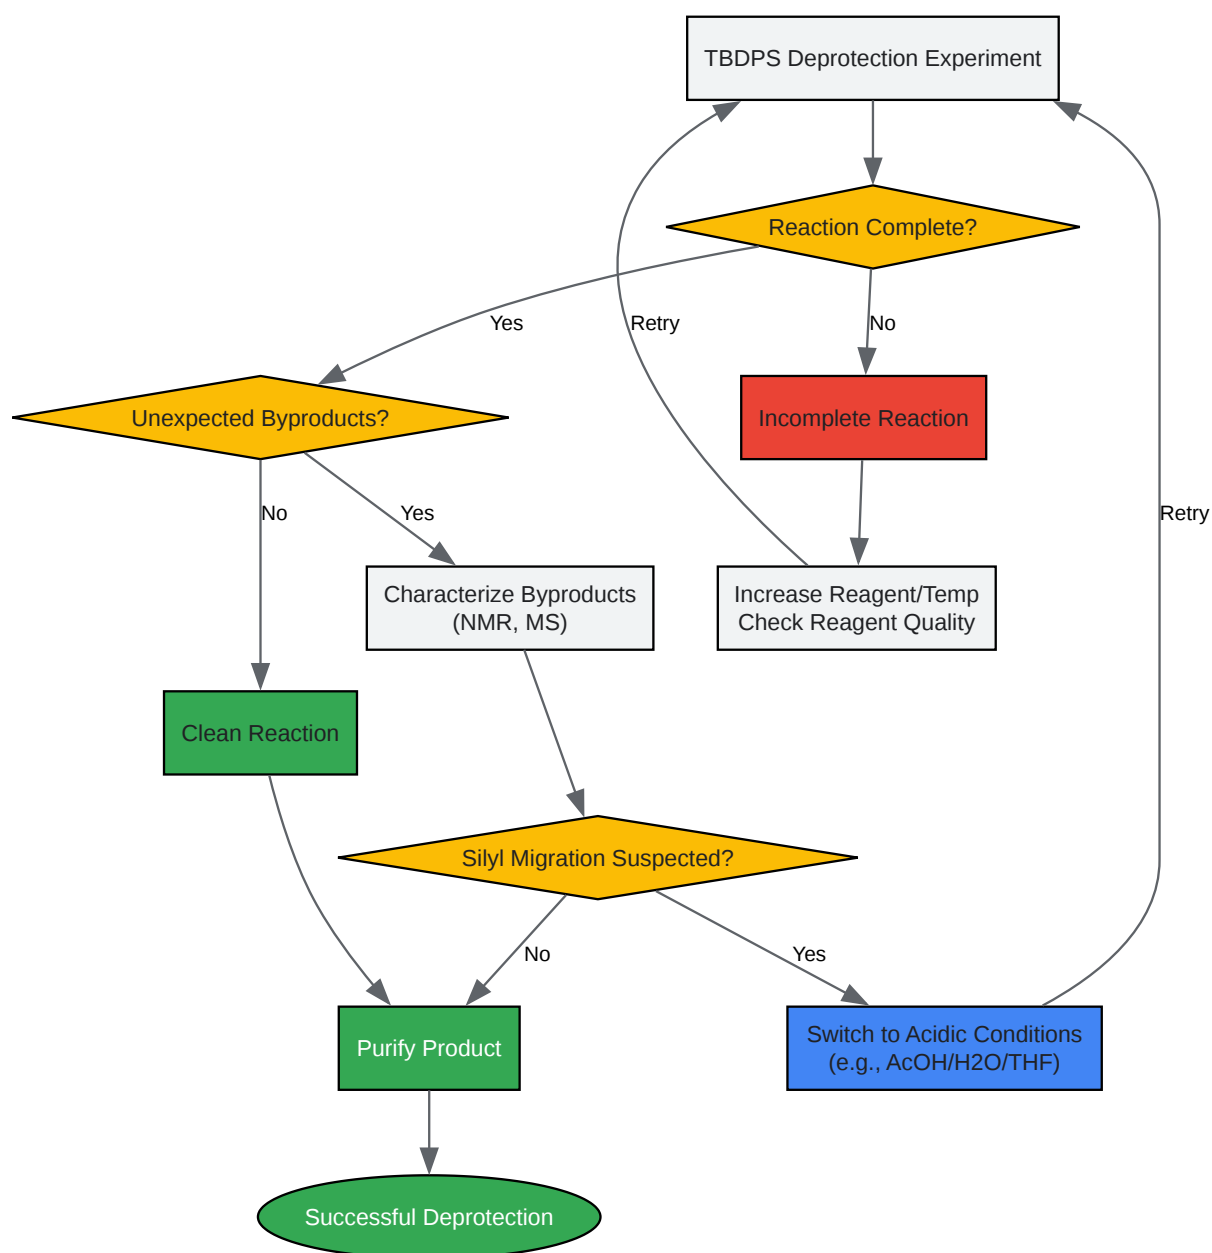 TBDPS Deprotection Experiment
Reaction Complete?
Yes
Retry
No
Unexpected Byproducts?
Incomplete Reaction
No
Yes
Retry
Characterize Byproducts
(NMR, MS)
Increase Reagent/Temp
Check Reagent Quality
Clean Reaction
Silyl Migration Suspected?
No
Yes
Purify Product
Switch to Acidic Conditions
(e.g., AcOH/H2O/THF)
Successful Deprotection